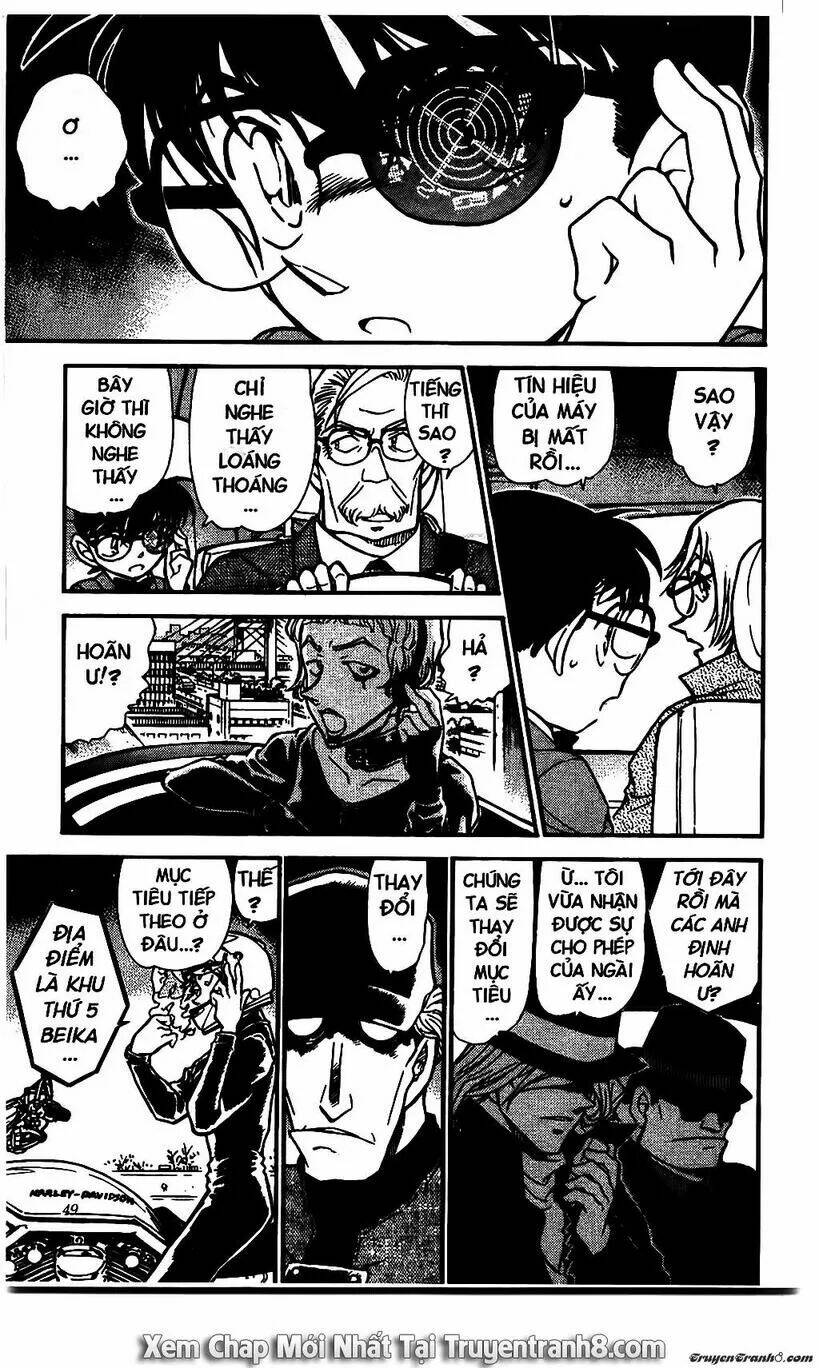 Ơ
...
SAO
VẬY
?
TÍN HIỆU
CỦA MÁY
BỊ MẤT
RỒI...
TIẾNG
THÌ
SAO
?
CHỈ
NGHE
THẤY
LOÁNG
THOÁNG
...
BÂY
GIỜ THÌ
KHÔNG
NGHE
THẤY
...
HẢ
?
HOÃN
Ư!?
TỚI ĐÂY
RỒI MÀ
CÁC ANH
ĐỊNH
HOÃN
Ư?
Ừ... TÔI
VỪA NHẬN
ĐƯỢC SỰ
CHO PHÉP
CỦA NGÀI
ẤY...
CHÚNG
TA SẼ
THAY
ĐỔI
MỤC
TIÊU
THAY
ĐỔI
...
THẾ
?
MỤC
TIÊU TIẾP
THEO Ở
ĐÂU...?
ĐỊA
ĐIỂM
LÀ KHU
THỨ 5
BEIKA
...
HARLEY-DAVIDSON
49
Xem Chap Mới Nhất Tại Truyentranh8.com
TruyenTranh8.com